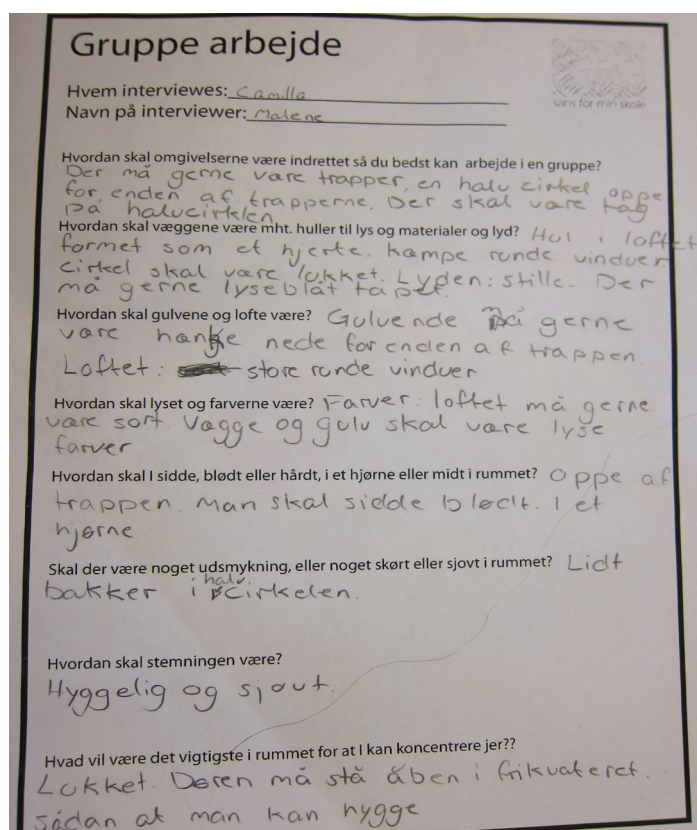 Gruppe arbejde
sans for min skole
Hvem interviewes: Camilla
Navn på interviewer: Malene
Hvordan skal omgivelserne være indrettet så du bedst kan arbejde i en gruppe?
Der må gerne være trapper, en halv cirkel oppe
for enden af trapperne. Der skal være tag
på halvcirklen
Hvordan skal væggene være mht. huller til lys og materialer og lyd? Hul i loftet
formet som et hjerte. kæmpe runde vinduer.
cirkel skal være lukket. Lyden: stille. Der
må gerne lyseblåt tapet.
Hvordan skal gulvene og lofte være? Gulvende må gerne
være hænge nede for enden af trappen
Loftet: store runde vinduer
Hvordan skal lyset og farverne være? Farver: loftet må gerne
være sort. Vægge og gulv skal være lyse
farver
Hvordan skal I sidde, blødt eller hårdt, i et hjørne eller midt i rummet? Oppe af
trappen. Man skal sidde blødt. I et
hjørne
Skal der være noget udsmykning, eller noget skørt eller sjovt i rummet? Lidt
bakker i halv cirkelen.
Hvordan skal stemningen være?
Hyggelig og sjovt.
Hvad vil være det vigtigste i rummet for at I kan koncentrere jer??
Lukket. Døren må stå åben i frikvateret.
sådan at man kan hygge